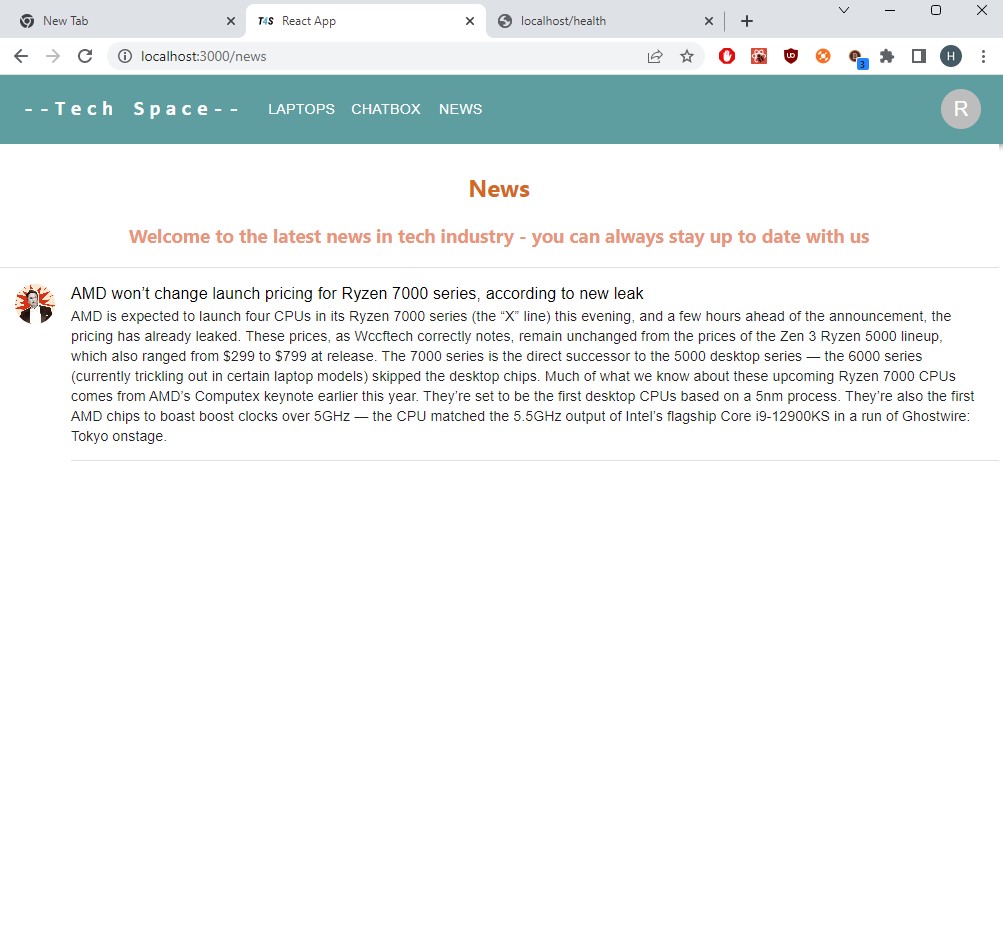 New Tab
T4S React App
localhost/health
localhost:3000/news
UD
3
H
--Tech Space--
LAPTOPS CHATBOX NEWS
R
News
Welcome to the latest news in tech industry - you can always stay up to date with us
AMD won’t change launch pricing for Ryzen 7000 series, according to new leak
AMD is expected to launch four CPUs in its Ryzen 7000 series (the “X” line) this evening, and a few hours ahead of the announcement, the
pricing has already leaked. These prices, as Wccftech correctly notes, remain unchanged from the prices of the Zen 3 Ryzen 5000 lineup,
which also ranged from $299 to $799 at release. The 7000 series is the direct successor to the 5000 desktop series — the 6000 series
(currently trickling out in certain laptop models) skipped the desktop chips. Much of what we know about these upcoming Ryzen 7000 CPUs
comes from AMD’s Computex keynote earlier this year. They’re set to be the first desktop CPUs based on a 5nm process. They’re also the first
AMD chips to boast boost clocks over 5GHz — the CPU matched the 5.5GHz output of Intel’s flagship Core i9-12900KS in a run of Ghostwire:
Tokyo onstage.